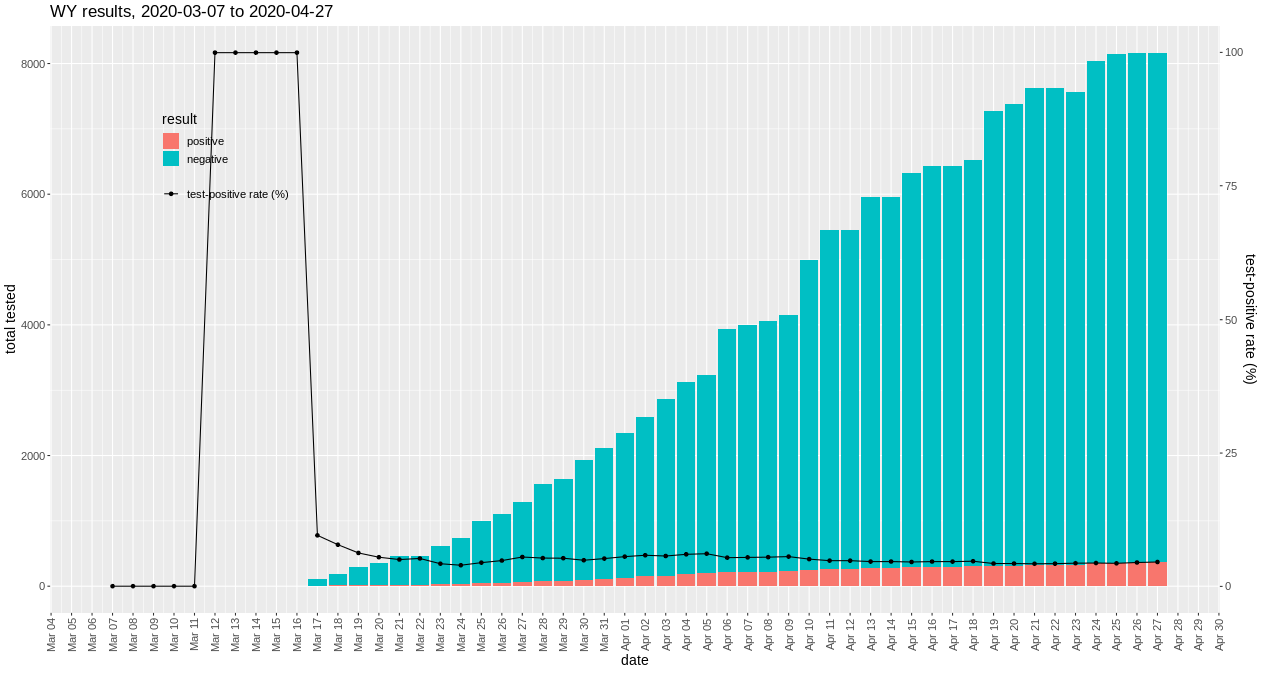 WY results, 2020-03-07 to 2020-04-27
total tested
8000
6000
4000
2000
0
result
positive
negative
test-positive rate (%)
100
75
50
25
0
test-positive rate (%)
Mar 04
Mar 05
Mar 06
Mar 07
Mar 08
Mar 09
Mar 10
Mar 11
Mar 12
Mar 13
Mar 14
Mar 15
Mar 16
Mar 17
Mar 18
Mar 19
Mar 20
Mar 21
Mar 22
Mar 23
Mar 24
Mar 25
Mar 26
Mar 27
Mar 28
Mar 29
Mar 30
Mar 31
Apr 01
Apr 02
Apr 03
Apr 04
Apr 05
Apr 06
Apr 07
Apr 08
Apr 09
Apr 10
Apr 11
Apr 12
Apr 13
Apr 14
Apr 15
Apr 16
Apr 17
Apr 18
Apr 19
Apr 20
Apr 21
Apr 22
Apr 23
Apr 24
Apr 25
Apr 26
Apr 27
Apr 28
Apr 29
Apr 30
date